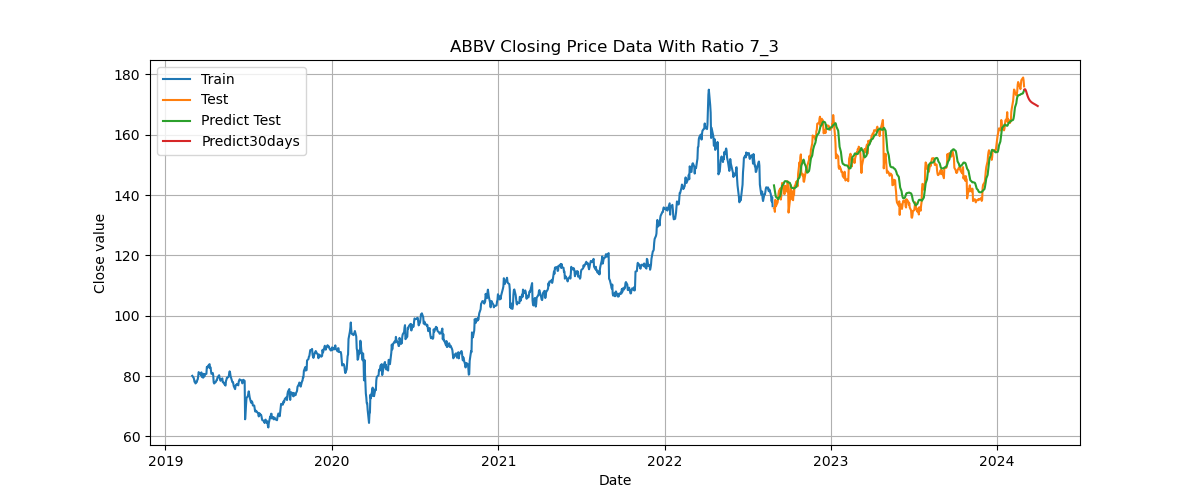 ABBV Closing Price Data With Ratio 7_3
Train
Test
Predict Test
Predict30days
Close value
180
160
140
120
100
80
60
2019
2020
2021
2022
2023
2024
Date